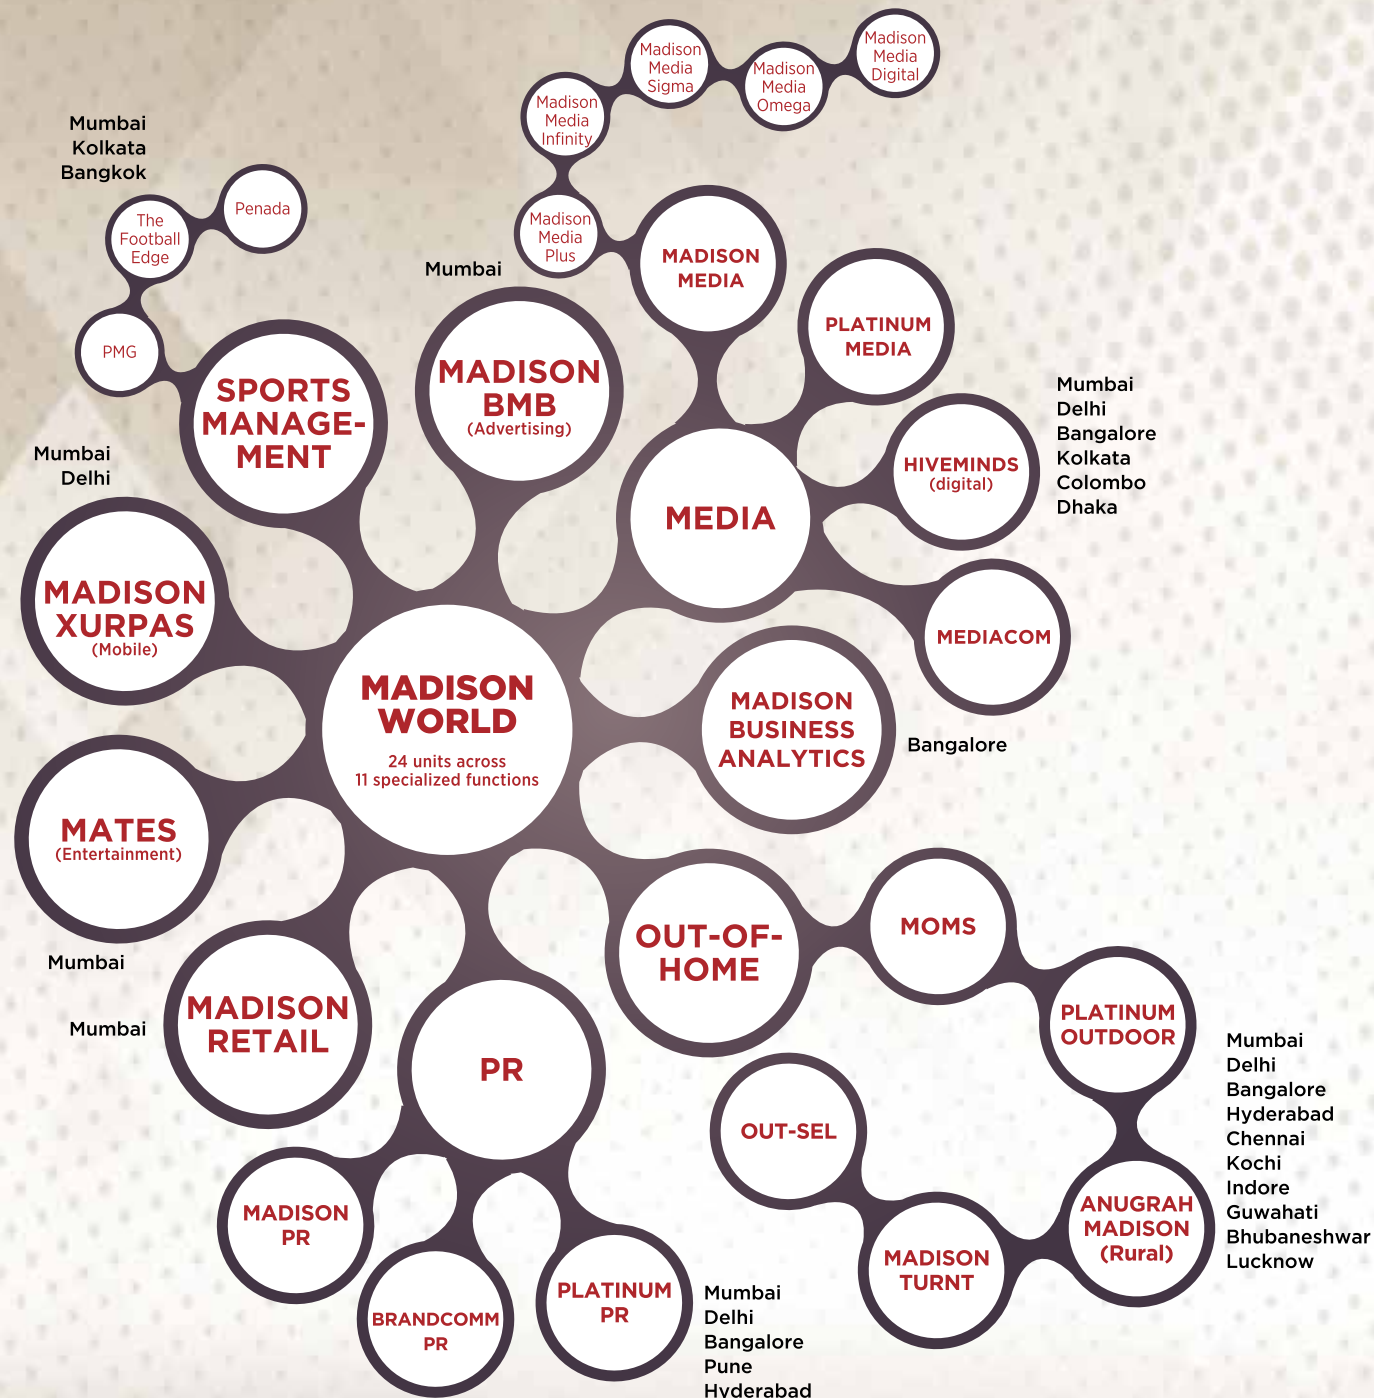 Madison
Media
Digital
Madison
Media
Sigma
Madison
Media
Omega
Madison
Media
Infinity
Madison
Media
Plus
MADISON
MEDIA
PLATINUM
MEDIA
HIVEMINDS
(digital)
MEDIACOM
MEDIA
Mumbai
Delhi
Bangalore
Kolkata
Colombo
Dhaka
Mumbai
Kolkata
Bangkok
Penada
The
Football
Edge
PMG
SPORTS
MANAGE-
MENT
Mumbai
MADISON
BMB
(Advertising)
Mumbai
Delhi
MADISON
XURPAS
(Mobile)
MADISON
WORLD
24 units across
11 specialized functions
MADISON
BUSINESS
ANALYTICS
Bangalore
MATES
(Entertainment)
Mumbai
MADISON
RETAIL
Mumbai
PR
MADISON
PR
BRANDCOMM
PR
PLATINUM
PR
Mumbai
Delhi
Bangalore
Pune
Hyderabad
OUT-OF-
HOME
MOMS
PLATINUM
OUTDOOR
ANUGRAH
MADISON
(Rural)
MADISON
TURNT
OUT-SEL
Mumbai
Delhi
Bangalore
Hyderabad
Chennai
Kochi
Indore
Guwahati
Bhubaneshwar
Lucknow